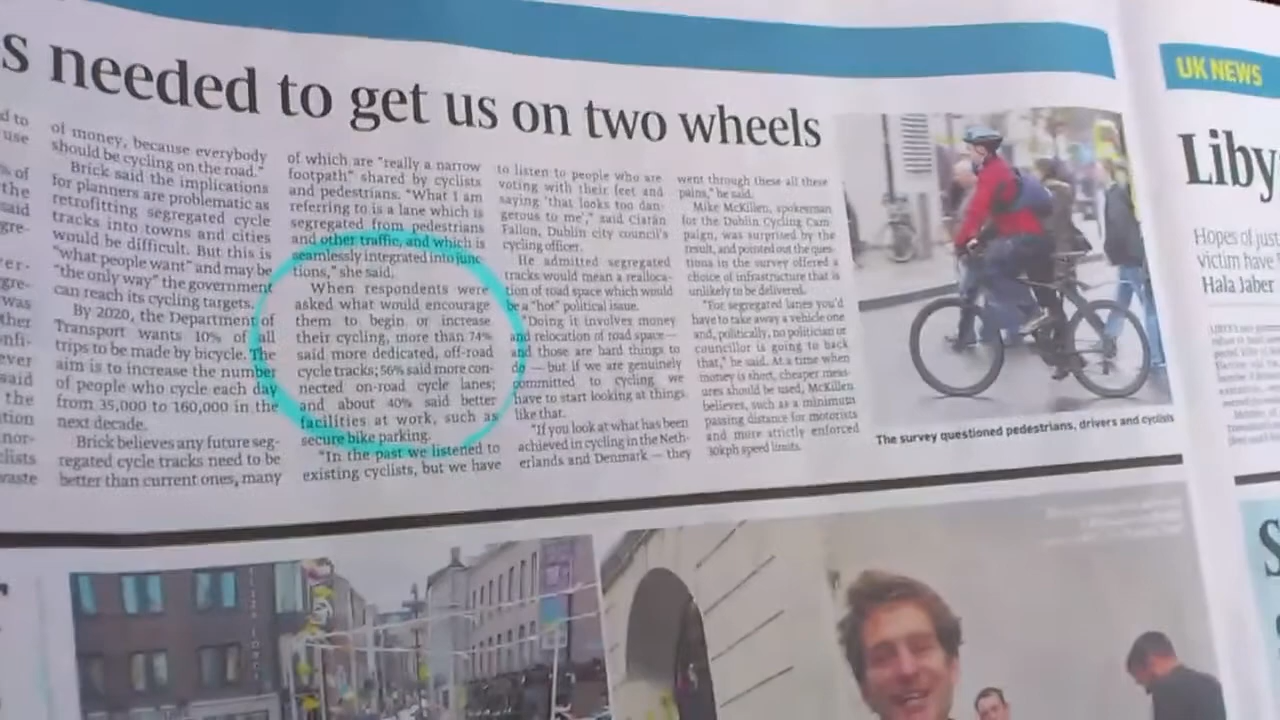 s needed to get us on two wheels
d to
use
% of
the
said
gre-
ver-
gre-
was
ther
nfi-
ever
said
the
tion
nor-
clists
waste
of money, because everybody
should be cycling on the road."
Brick said the implications
for planners are problematic as
retrofitting segregated cycle
tracks into towns and cities
would be difficult. But this is
"what people want" and may be
"the only way" the government
can reach its cycling targets.
By 2020, the Department of
Transport wants 10% of all
trips to be made by bicycle. The
aim is to increase the number
of people who cycle each day
from 35,000 to 160,000 in the
next decade.
Brick believes any future seg-
regated cycle tracks need to be
better than current ones, many
of which are "really a narrow
footpath" shared by cyclists
and pedestrians. "What I am
referring to is a lane which is
segregated from pedestrians
and other traffic, and which is
seamlessly integrated into junc
tions," she said.
When respondents were
asked what would encourage
them to begin or increase
their cycling, more than 74%
said more dedicated, off-road
cycle tracks; 56% said more con-
nected on-road cycle lanes;
and about 40% said better
facilities at work, such as
secure bike parking.
"In the past we listened to
existing cyclists, but we have
to listen to people who are
voting with their feet and
saying 'that looks too dan-
gerous to me'," said Ciarán
Fallon, Dublin city council's
cycling officer.
He admitted segregated
tracks would mean a realloca-
tion of road space which would
be a "hot" political issue.
"Doing it involves money
and relocation of road space —
and those are hard things to
do — but if we are genuinely
committed to cycling we
have to start looking at things
like that.
"If you look at what has been
achieved in cycling in the Neth-
erlands and Denmark — they
went through these all these
pains," he said.
Mike McKillen, spokesman
for the Dublin Cycling Cam-
paign, was surprised by the
result, and pointed out the ques-
tions in the survey offered a
choice of infrastructure that is
unlikely to be delivered.
"For segregated lanes you'd
have to take away a vehicle one
and, politically, no politician or
councillor is going to back
that," he said. At a time when
money is short, cheaper meas-
ures should be used, McKillen
believes, such as a minimum
passing distance for motorists
and more strictly enforced
30kph speed limits.
The survey questioned pedestrians, drivers and cyclists
UK NEWS
Liby
Hopes of just
victim have
Hala Jaber
S